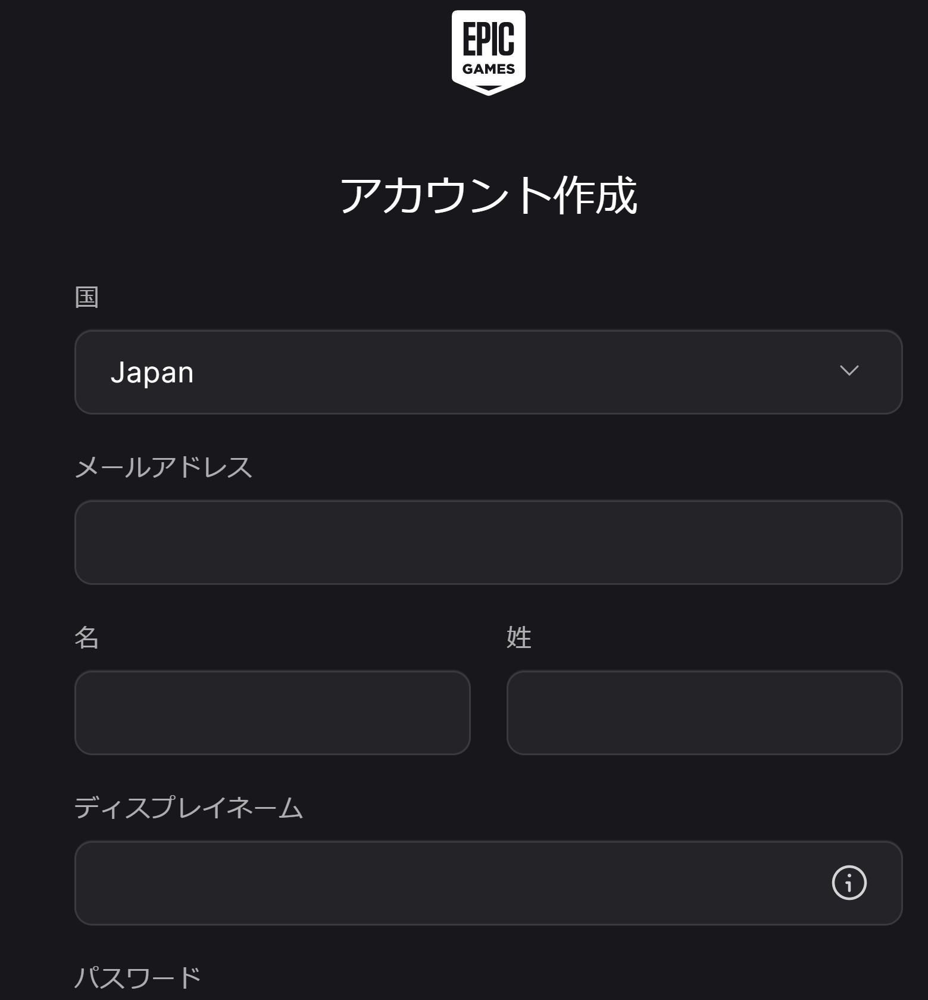 EPIC
GAMES
アカウント作成
国
Japan
メールアドレス
名
姓
ディスプレイネーム
パスワード